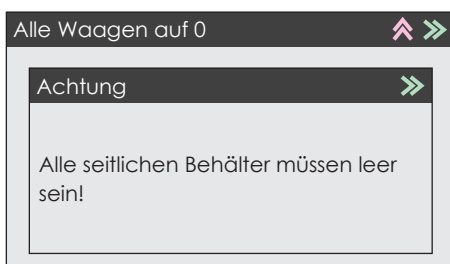 Alle Waagen auf 0
Achtung
Alle seitlichen Behälter müssen leer
sein!